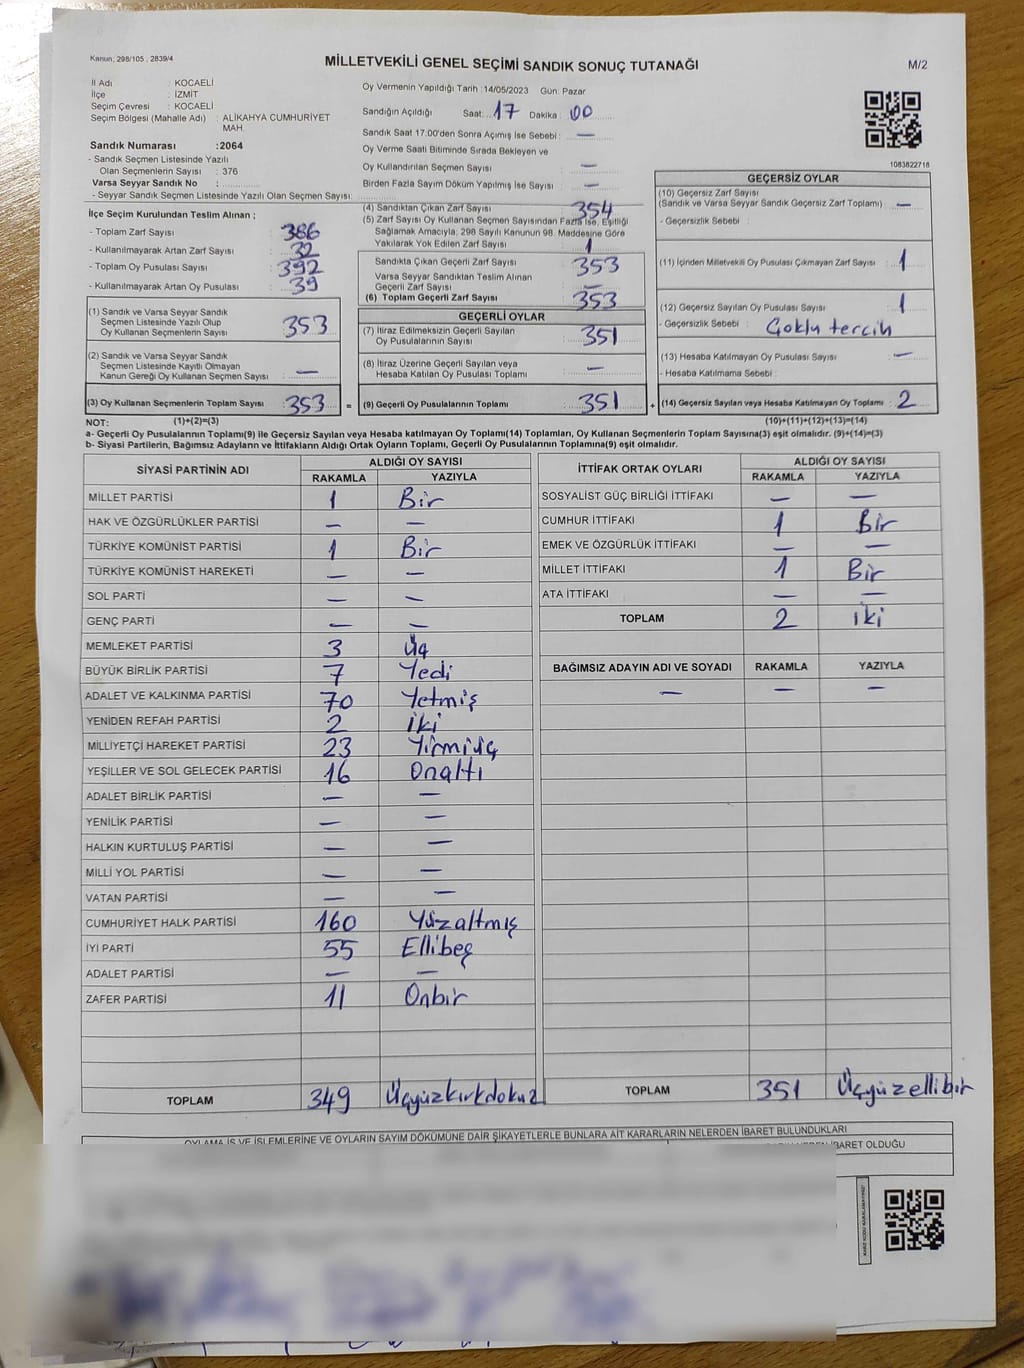 Kanun; 298/105 , 2839/4
MİLLETVEKİLİ GENEL SEÇİMİ SANDIK SONUÇ TUTANAĞI
M/2
İl Adı : KOCAELİ
İlçe : İZMİT
Seçim Çevresi : KOCAELİ
Seçim Bölgesi (Mahalle Adı) : ALİKAHYA CUMHURİYET MAH.
Sandık Numarası :2064
- Sandık Seçmen Listesinde Yazılı
Olan Seçmenlerin Sayısı : 376
Varsa Seyyar Sandık No :
- Seyyar Sandık Seçmen Listesinde Yazılı Olan Seçmen Sayısı:
Oy Vermenin Yapıldığı Tarih :14/05/2023 Gün: Pazar
Sandığın Açıldığı Saat: 17 Dakika : 00
Sandık Saat 17.00'den Sonra Açımış İse Sebebi : —
Oy Verme Saati Bitiminde Sırada Bekleyen ve
Oy Kullandırılan Seçmen Sayısı —
Birden Fazla Sayım Döküm Yapılmış İse Sayısı : —
1083822718
İlçe Seçim Kurulundan Teslim Alınan ;
- Toplam Zarf Sayısı : 386
- Kullanılmayarak Artan Zarf Sayısı : 32
- Toplam Oy Pusulası Sayısı : 392
- Kullanılmayarak Artan Oy Pusulası : 39
(1) Sandık ve Varsa Seyyar Sandık
Seçmen Listesinde Yazılı Olup
Oy Kullanan Seçmenlerin Sayısı : 353
(2) Sandık ve Varsa Seyyar Sandık
Seçmen Listesinde Kayıtlı Olmayan
Kanun Gereği Oy Kullanan Seçmen Sayısı : —
(3) Oy Kullanan Seçmenlerin Toplam Sayısı : 353 =
(4) Sandıktan Çıkan Zarf Sayısı : 354
(5) Zarf Sayısı Oy Kullanan Seçmen Sayısından Fazla İse, Eşitliği
Sağlamak Amacıyla; 298 Sayılı Kanunun 98. Maddesine Göre
Yakılarak Yok Edilen Zarf Sayısı : 1
Sandıkta Çıkan Geçerli Zarf Sayısı : 353
Varsa Seyyar Sandıktan Teslim Alınan
Geçerli Zarf Sayısı : —
(6) Toplam Geçerli Zarf Sayısı : 353
GEÇERLİ OYLAR
(7) İtiraz Edilmeksizin Geçerli Sayılan
Oy Pusulalarının Sayısı : 351
(8) İtiraz Üzerine Geçerli Sayılan veya
Hesaba Katılan Oy Pusulası Toplamı : —
(9) Geçerli Oy Pusulalarının Toplamı : 351 +
GEÇERSİZ OYLAR
(10) Geçersiz Zarf Sayısı
(Sandık ve Varsa Seyyar Sandık Geçersiz Zarf Toplamı) : —
- Geçersizlik Sebebi :
(11) İçinden Milletvekili Oy Pusulası Çıkmayan Zarf Sayısı : 1
(12) Geçersiz Sayılan Oy Pusulası Sayısı : 1
- Geçersizlik Sebebi : Çoklu tercih
(13) Hesaba Katılmayan Oy Pusulası Sayısı : —
- Hesaba Katılmama Sebebi :
(14) Geçersiz Sayılan veya Hesaba Katılmayan Oy Toplamı : 2
NOT: (1)+(2)=(3) (10)+(11)+(12)+(13)=(14)
a- Geçerli Oy Pusulalarının Toplamı(9) ile Geçersiz Sayılan veya Hesaba katılmayan Oy Toplamı(14) Toplamları, Oy Kullanan Seçmenlerin Toplam Sayısına(3) eşit olmalıdır. (9)+(14)=(3)
b- Siyasi Partilerin, Bağımsız Adayların ve İttifakların Aldığı Ortak Oyların Toplamı, Geçerli Oy Pusulalarının Toplamına(9) eşit olmalıdır.
SİYASİ PARTİNİN ADI ALDIĞI OY SAYISI
RAKAMLA YAZIYLA
MİLLET PARTİSİ 1 Bir
HAK VE ÖZGÜRLÜKLER PARTİSİ — —
TÜRKİYE KOMÜNİST PARTİSİ 1 Bir
TÜRKİYE KOMÜNİST HAREKETİ — —
SOL PARTİ — —
GENÇ PARTİ — —
MEMLEKET PARTİSİ 3 Üç
BÜYÜK BİRLİK PARTİSİ 7 Yedi
ADALET VE KALKINMA PARTİSİ 70 Yetmiş
YENİDEN REFAH PARTİSİ 2 iki
MİLLİYETÇİ HAREKET PARTİSİ 23 Yirmiüç
YEŞİLLER VE SOL GELECEK PARTİSİ 16 Onaltı
ADALET BİRLİK PARTİSİ — —
YENİLİK PARTİSİ — —
HALKIN KURTULUŞ PARTİSİ — —
MİLLİ YOL PARTİSİ — —
VATAN PARTİSİ — —
CUMHURİYET HALK PARTİSİ 160 Yüzaltmış
İYİ PARTİ 55 Ellibeş
ADALET PARTİSİ — —
ZAFER PARTİSİ 11 Onbir
TOPLAM 349 Üçyüzkırkdokuz
İTTİFAK ORTAK OYLARI ALDIĞI OY SAYISI
RAKAMLA YAZIYLA
SOSYALİST GÜÇ BİRLİĞİ İTTİFAKI — —
CUMHUR İTTİFAKI 1 Bir
EMEK VE ÖZGÜRLÜK İTTİFAKI — —
MİLLET İTTİFAKI 1 Bir
ATA İTTİFAKI — —
TOPLAM 2 iki
BAĞIMSIZ ADAYIN ADI VE SOYADI RAKAMLA YAZIYLA
— — —
TOPLAM 351 Üçyüzellibir
OYLAMA İŞ VE İŞLEMLERİNE VE OYLARIN SAYIM DÖKÜMÜNE DAİR ŞİKAYETLERLE BUNLARA AİT KARARLARIN NELERDEN İBARET BULUNDUKLARI
İBARET OLDUĞU